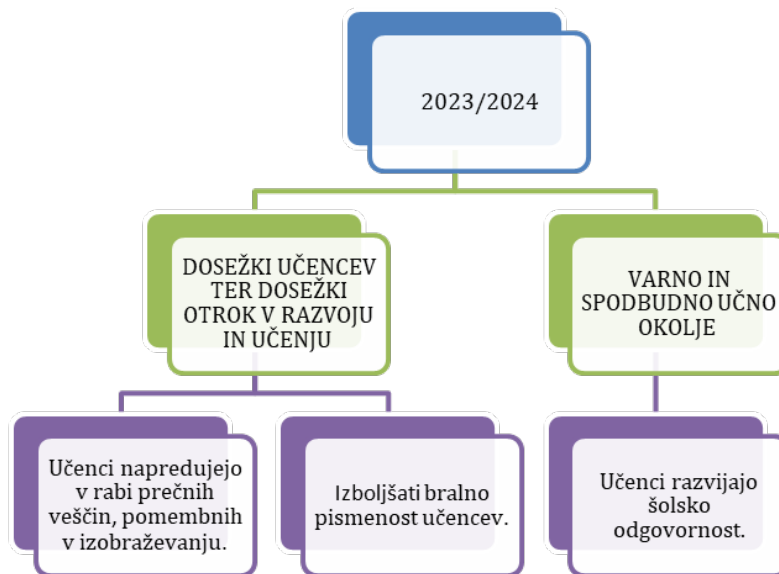 2023/2024
DOSEŽKI UČENCEV
TER DOSEŽKI
OTROK V RAZVOJU
IN UČENJU
VARNO IN
SPODBUDNO UČNO
OKOLJE
Učenci napredujejo
v rabi prečnih
veščin, pomembnih
v izobraževanju.
Izboljšati bralno
pismenost učencev.
Učenci razvijajo
šolsko
odgovornost.